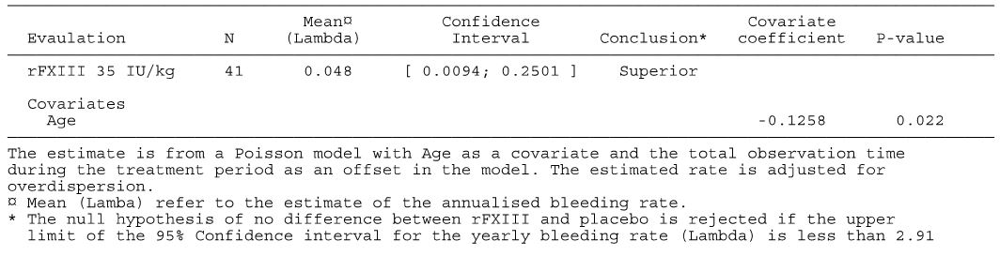 Mean¤ Confidence Covariate
Evaulation N (Lambda) Interval Conclusion* coefficient P-value
rFXIII 35 IU/kg 41 0.048 [ 0.0094; 0.2501 ] Superior
Covariates
Age -0.1258 0.022
The estimate is from a Poisson model with Age as a covariate and the total observation time
during the treatment period as an offset in the model. The estimated rate is adjusted for
overdispersion.
¤ Mean (Lamba) refer to the estimate of the annualised bleeding rate.
* The null hypothesis of no difference between rFXIII and placebo is rejected if the upper
limit of the 95% Confidence interval for the yearly bleeding rate (Lambda) is less than 2.91